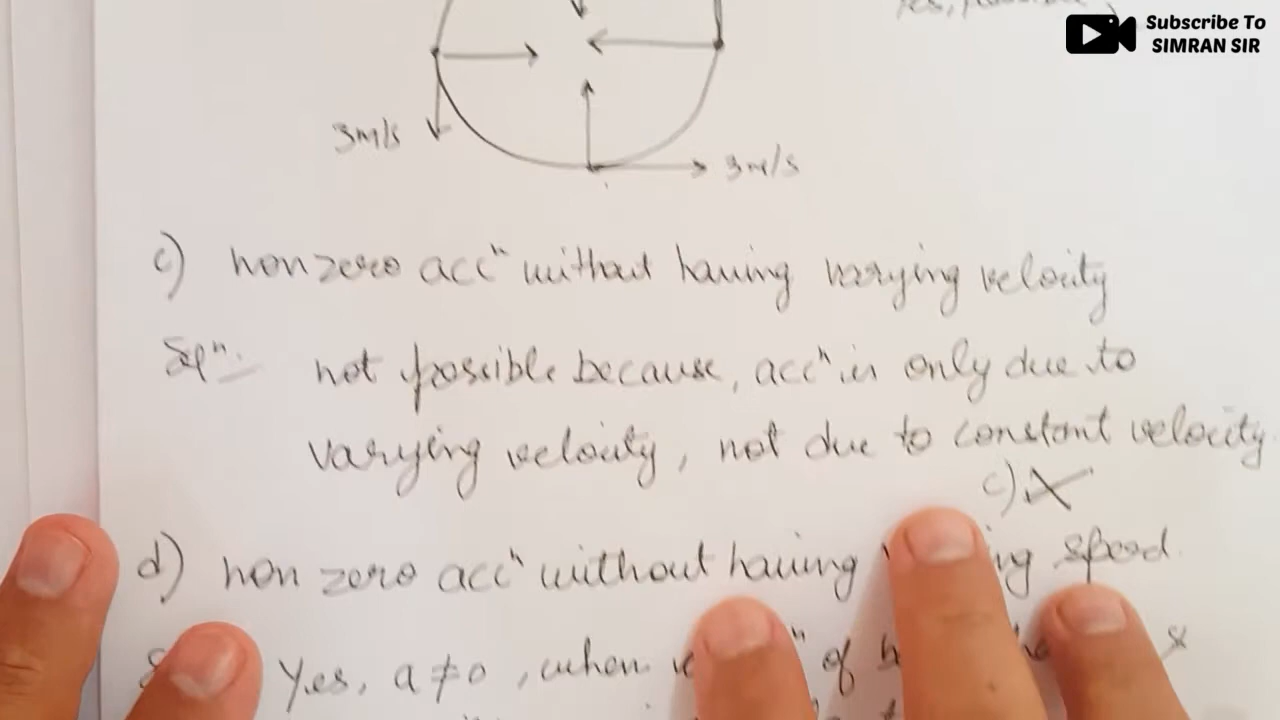 Subscribe To
SIMRAN SIR
3m/s
3m/s
c) non zero accⁿ without having varying velocity
Solⁿ:- not possible because, accⁿ is only due to
varying velocity, not due to constant velocity
c) X
d) non zero accⁿ without having speed.
Yes, a ≠ 0, when of &